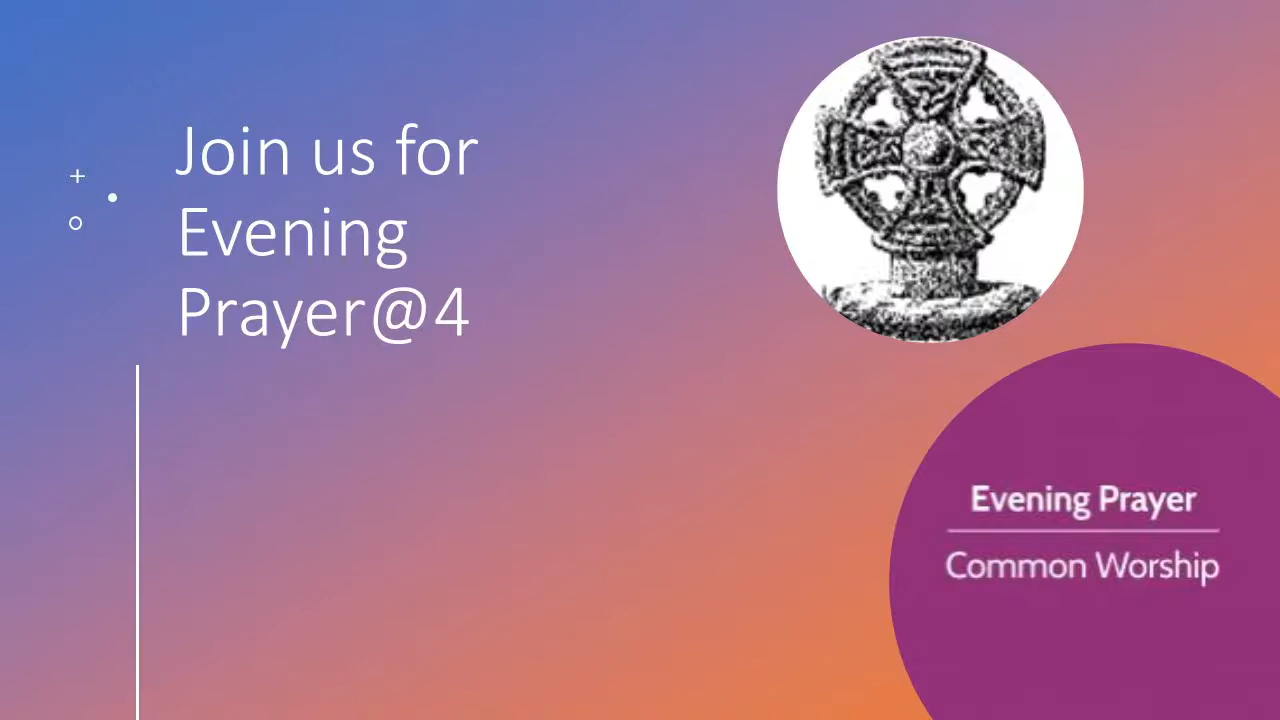 Join us for
Evening
Prayer@4
Evening Prayer
Common Worship